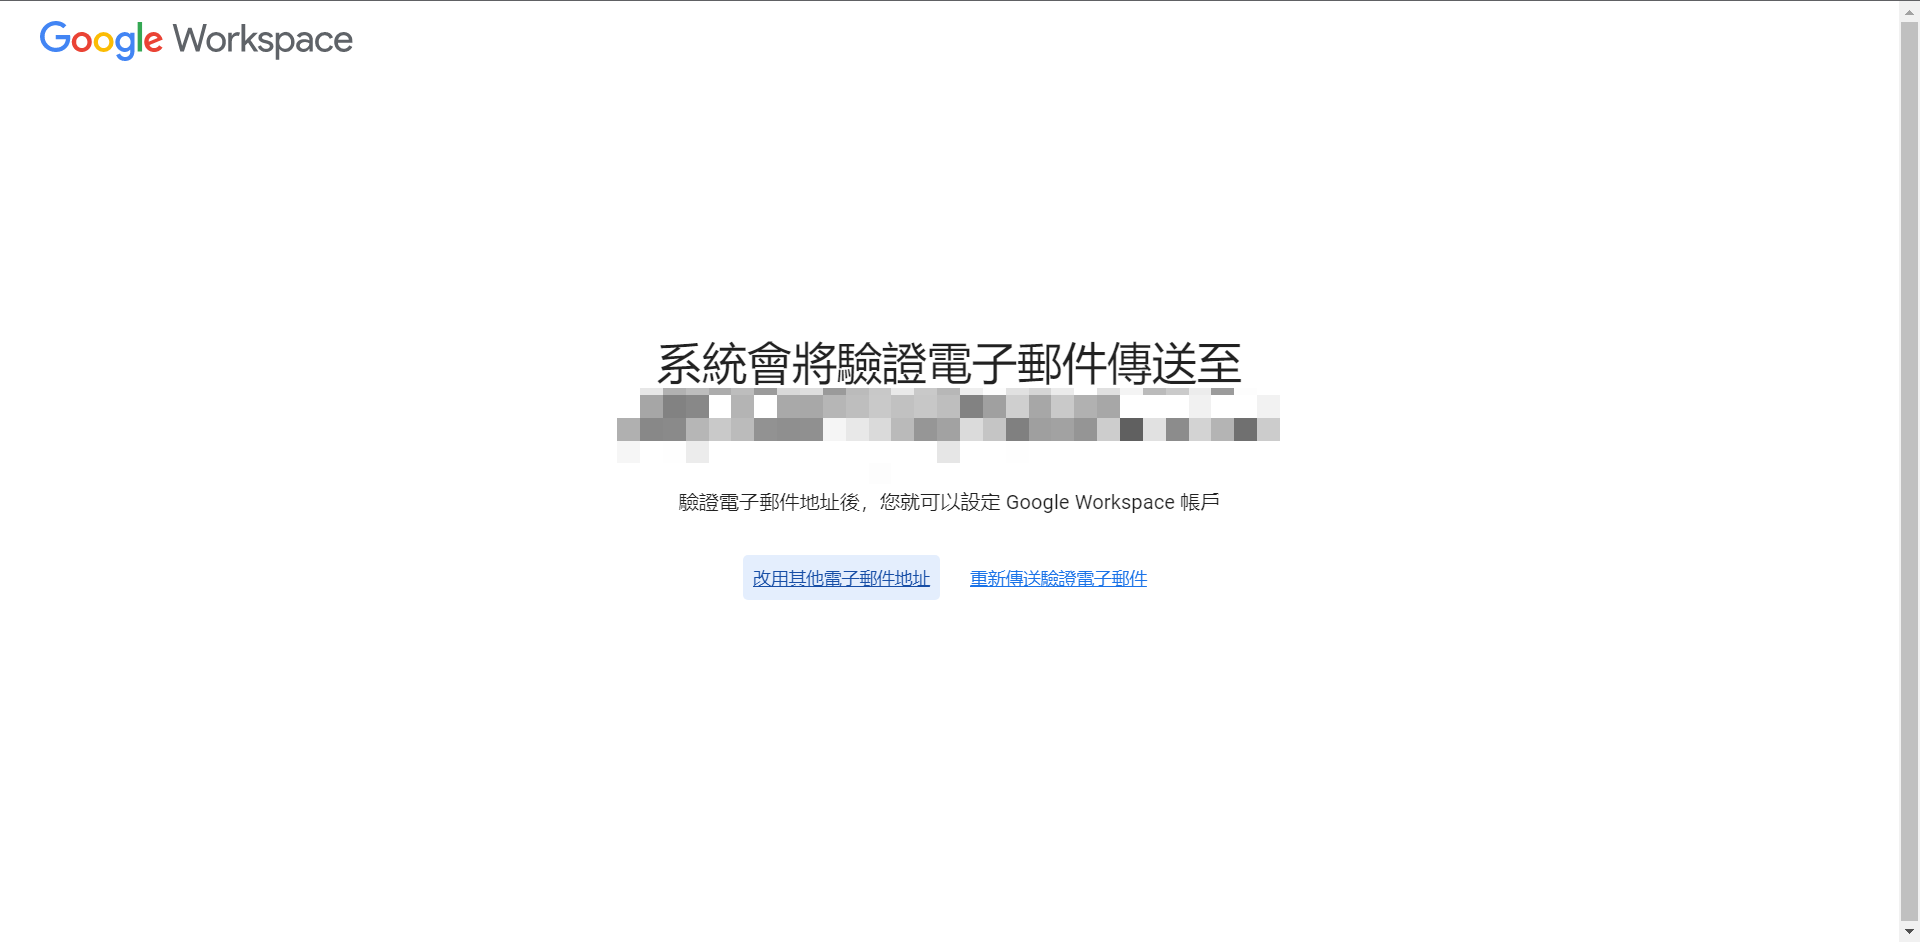 Google Workspace
系統會將驗證電子郵件傳送至
驗證電子郵件地址後，您就可以設定 Google Workspace 帳戶
改用其他電子郵件地址
重新傳送驗證電子郵件